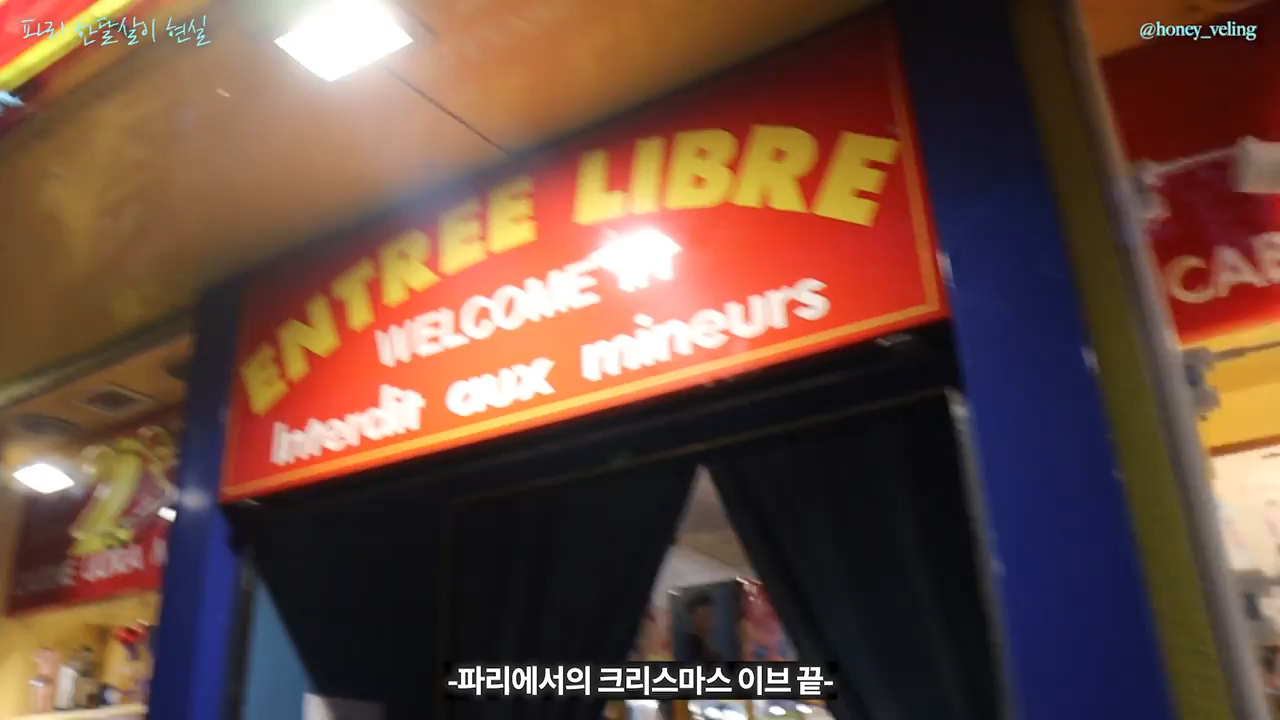 파리 한달살이 현실
@honey_veling
ENTREE LIBRE
WELCOME IN
Interdit aux mineurs
-파리에서의 크리스마스 이브 끝-